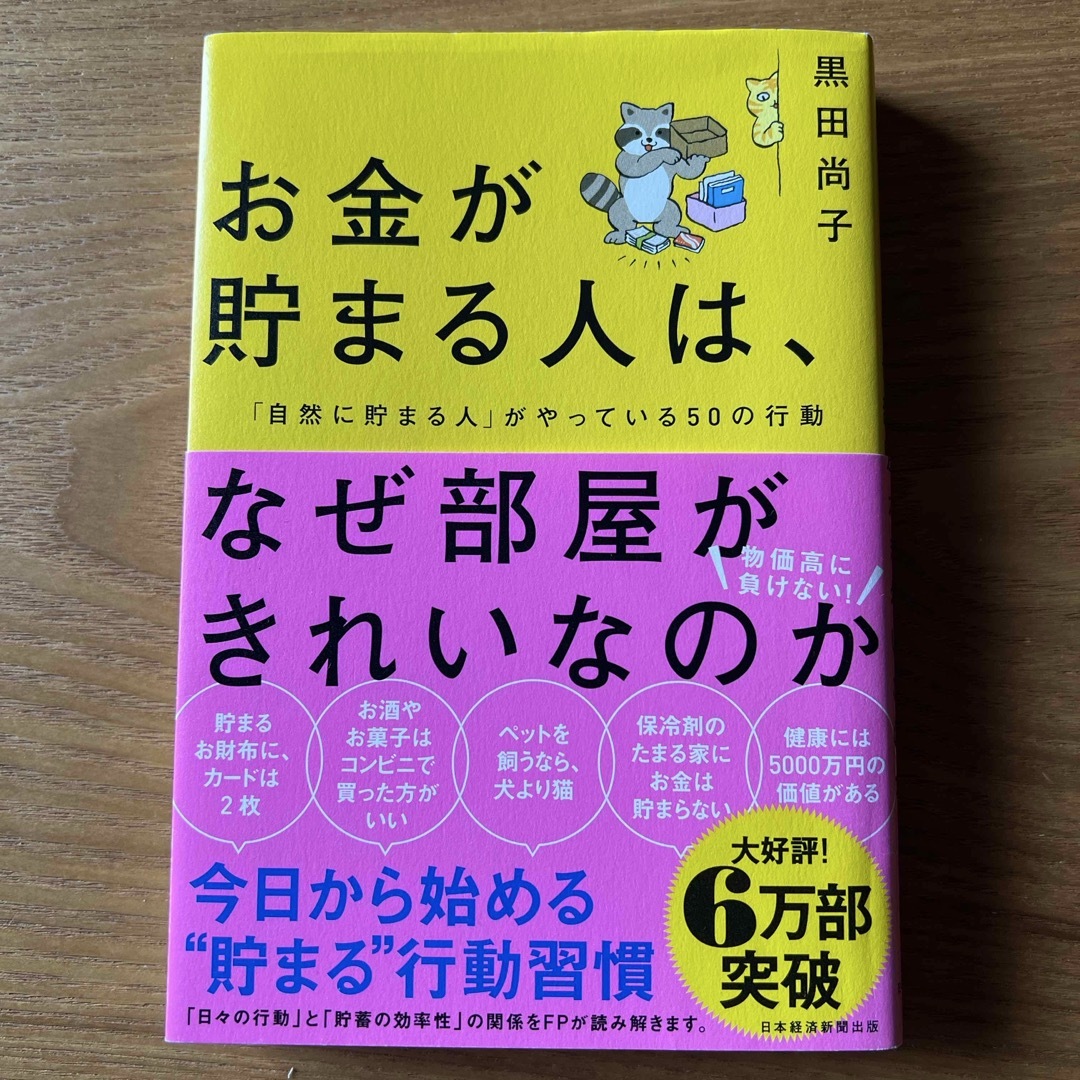 黒田尚子
お金が
貯まる人は、
「自然に貯まる人」がやっている50の行動
なぜ部屋が
きれいなのか
物価高に
負けない!
貯まる
お財布に、
カードは
2枚
お酒や
お菓子は
コンビニで
買った方が
いい
ペットを
飼うなら、
犬より猫
保冷剤の
たまる家に
お金は
貯まらない
健康には
5000万円の
価値がある
今日から始める
“貯まる”行動習慣
大好評!
6万部
突破
「日々の行動」と「貯蓄の効率性」の関係をFPが読み解きます。
日本経済新聞出版